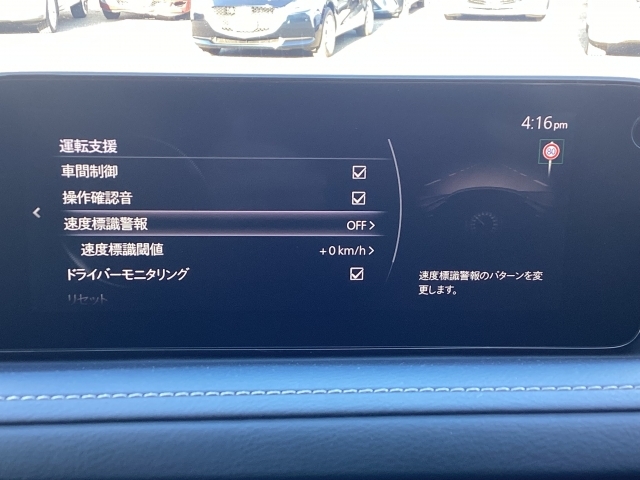 4:16pm
運転支援
車間制御
操作確認音
速度標識警報 OFF
速度標識閾値 +0 km/h
ドライバーモニタリング
リセット
速度標識警報のパターンを変
更します。